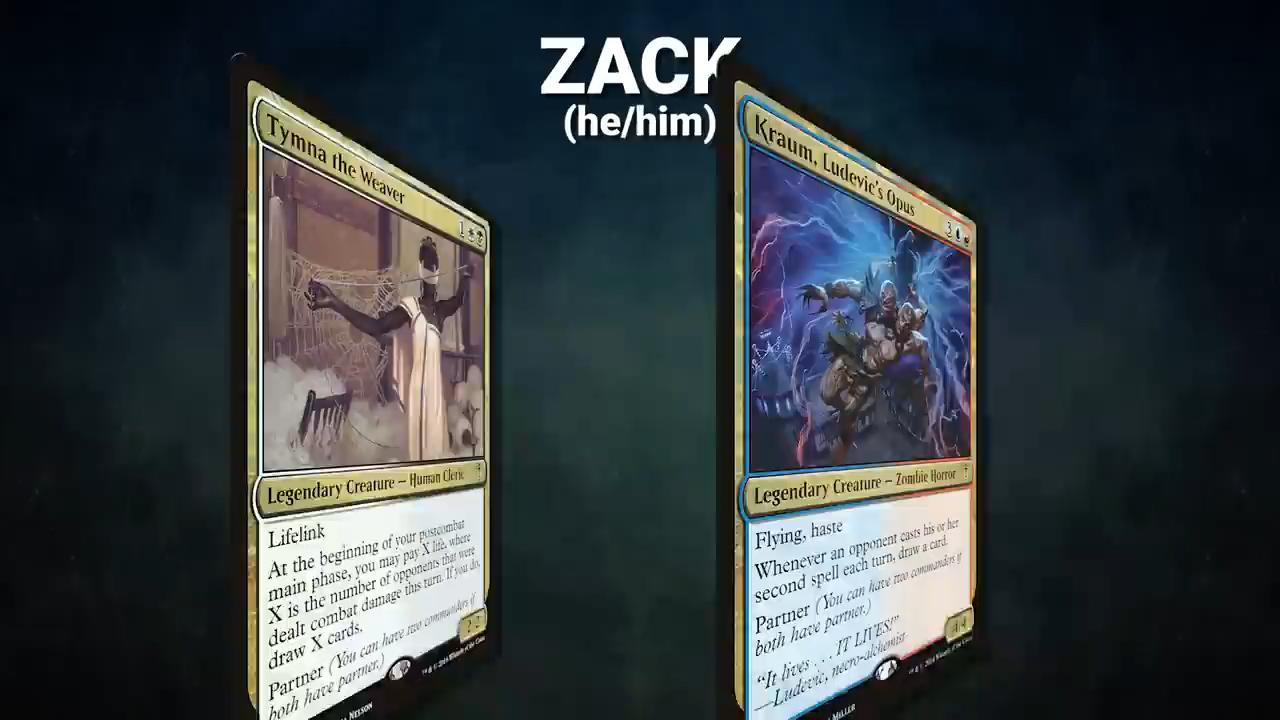 ZACK
(he/him)
Tymna the Weaver
1
Legendary Creature – Human Cleric
Lifelink
At the beginning of your postcombat
main phase, you may pay X life, where
X is the number of opponents that were
dealt combat damage this turn. If you do,
draw X cards.
Partner (You can have two commanders if
both have partner.)
2/2
NELSON
Kraum, Ludevic's Opus
3
Legendary Creature – Zombie Horror
Flying, haste
Whenever an opponent casts his or her
second spell each turn, draw a card.
Partner (You can have two commanders if
both have partner.)
"It lives . . . IT LIVES!"
—Ludevic, necro-alchemist
4/4
MELLER